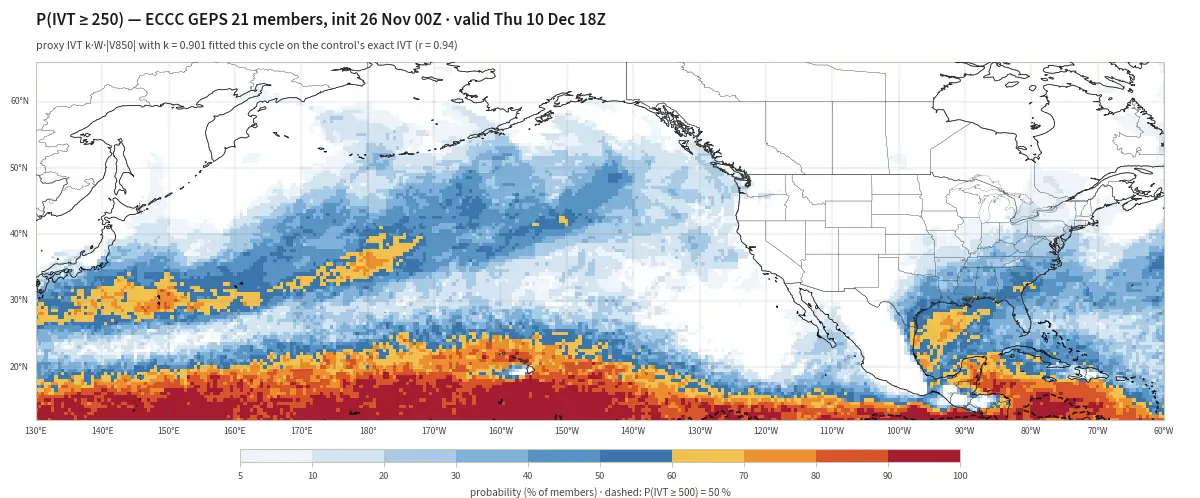 P(IVT ≥ 250) — ECCC GEPS 21 members, init 26 Nov 00Z · valid Thu 10 Dec 18Z
proxy IVT k·W·|V850| with k = 0.901 fitted this cycle on the control's exact IVT (r = 0.94)
60°N
50°N
40°N
30°N
20°N
130°E 140°E 150°E 160°E 170°E 180° 170°W 160°W 150°W 140°W 130°W 120°W 110°W 100°W 90°W 80°W 70°W 60°W
5 10 20 30 40 50 60 70 80 90 100
probability (% of members) · dashed: P(IVT ≥ 500) = 50 %